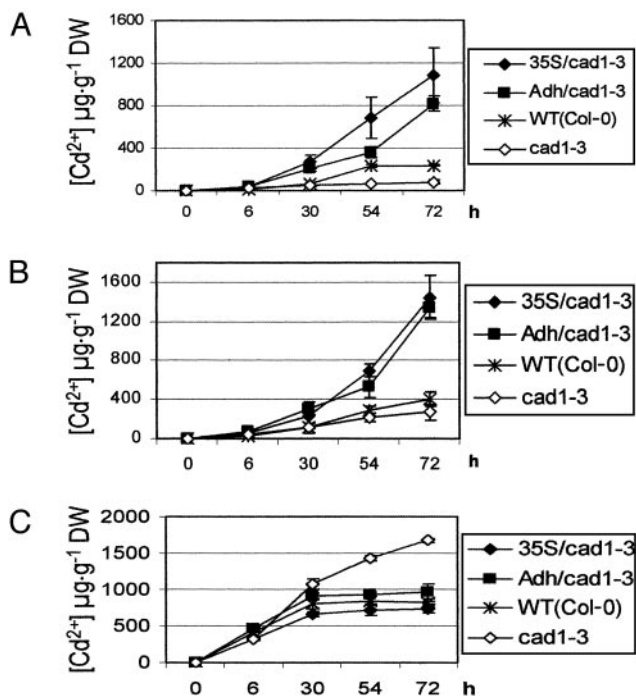 A
[Cd²⁺] µg·g⁻¹ DW
1600
1200
800
400
0
0 6 30 54 72 h
35S/cad1-3
Adh/cad1-3
WT(Col-0)
cad1-3
B
[Cd²⁺] µg·g⁻¹ DW
1600
1200
800
400
0
0 6 30 54 72 h
35S/cad1-3
Adh/cad1-3
WT(Col-0)
cad1-3
C
[Cd²⁺] µg·g⁻¹ DW
2000
1500
1000
500
0
0 6 30 54 72 h
35S/cad1-3
Adh/cad1-3
WT(Col-0)
cad1-3